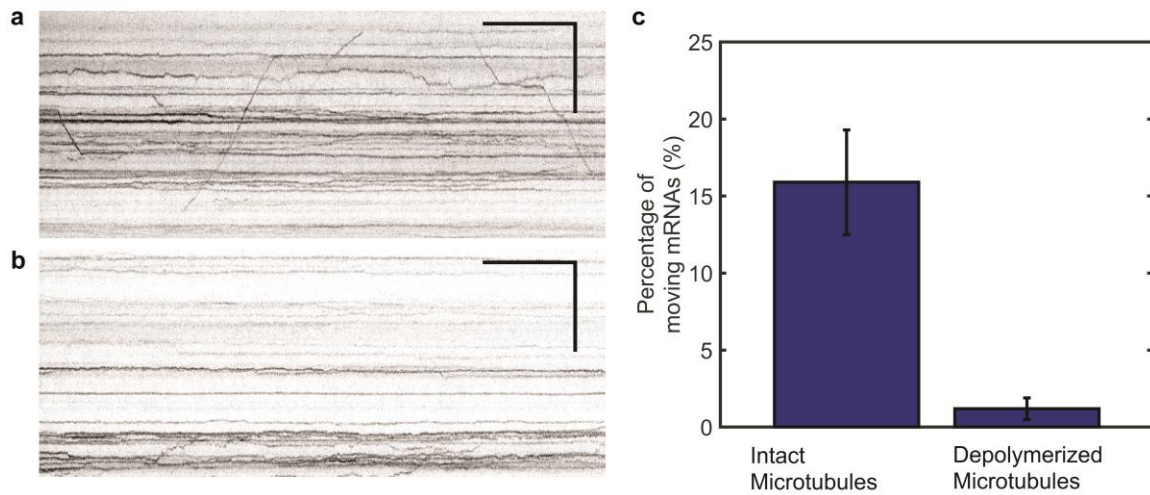 a
b
c
Percentage of
moving mRNAs (%)
25
20
15
10
5
0
Intact
Microtubules
Depolymerized
Microtubules